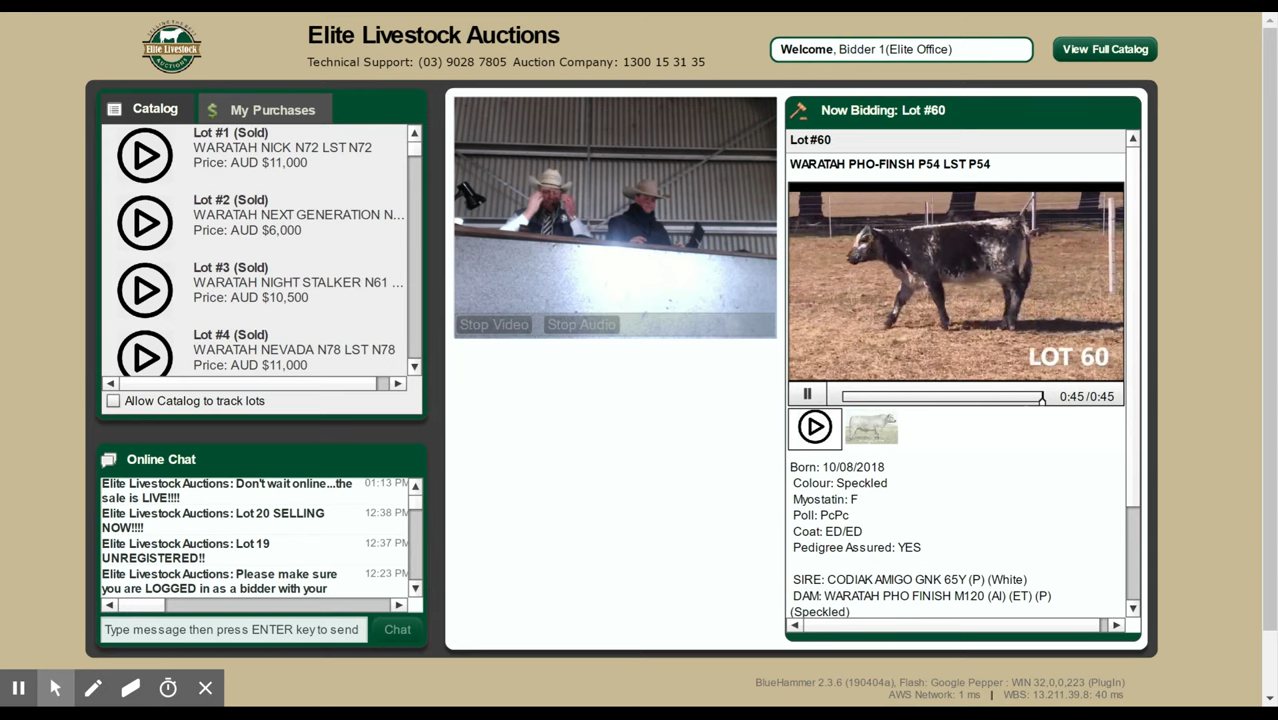 Elite Livestock
AUCTIONS
Elite Livestock Auctions
Technical Support: (03) 9028 7805 Auction Company: 1300 15 31 35
Welcome, Bidder 1(Elite Office)
View Full Catalog
Catalog
My Purchases
Lot #1 (Sold)
WARATAH NICK N72 LST N72
Price: AUD $11,000
Lot #2 (Sold)
WARATAH NEXT GENERATION N...
Price: AUD $6,000
Lot #3 (Sold)
WARATAH NIGHT STALKER N61 ...
Price: AUD $10,500
Lot #4 (Sold)
WARATAH NEVADA N78 LST N78
Price: AUD $11,000
Allow Catalog to track lots
Online Chat
Elite Livestock Auctions: Don't wait online...the 01:13 PM
sale is LIVE!!!!
Elite Livestock Auctions: Lot 20 SELLING 12:38 PM
NOW!!!!
Elite Livestock Auctions: Lot 19 12:37 PM
UNREGISTERED!!
Elite Livestock Auctions: Please make sure 12:23 PM
you are LOGGED in as a bidder with your
Type message then press ENTER key to send
Chat
Stop Video
Stop Audio
Now Bidding: Lot #60
Lot #60
WARATAH PHO-FINSH P54 LST P54
LOT 60
0:45/0:45
Born: 10/08/2018
Colour: Speckled
Myostatin: F
Poll: PcPc
Coat: ED/ED
Pedigree Assured: YES
SIRE: CODIAK AMIGO GNK 65Y (P) (White)
DAM: WARATAH PHO FINISH M120 (AI) (ET) (P)
(Speckled)
BlueHammer 2.3.6 (190404a), Flash: Google Pepper : WIN 32,0,0,223 (PlugIn)
AWS Network: 1 ms | WBS: 13.211.39.8: 40 ms